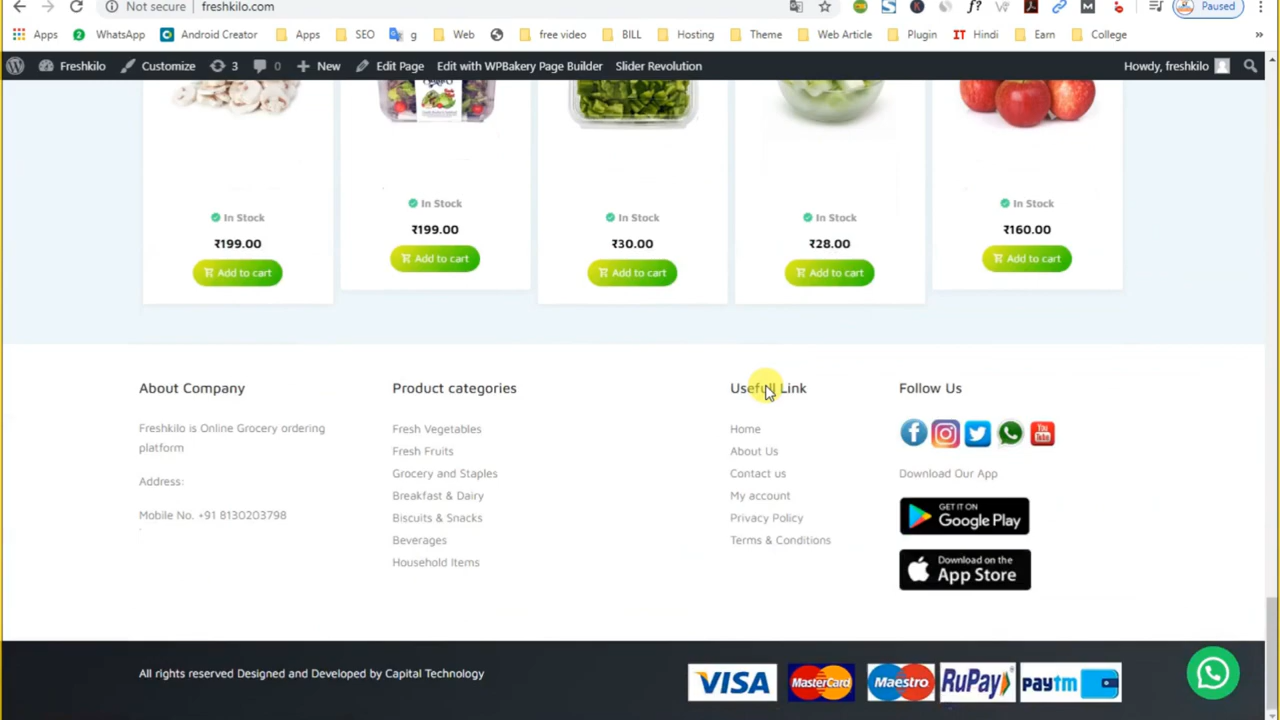 Not secure freshkilo.com Paused
Apps WhatsApp Android Creator Apps SEO g Web free video BILL Hosting Theme Web Article Plugin IT Hindi Earn College »
Freshkilo Customize 3 0 New Edit Page Edit with WPBakery Page Builder Slider Revolution Howdy, freshkilo
In Stock In Stock In Stock In Stock In Stock
₹199.00 ₹199.00 ₹30.00 ₹28.00 ₹160.00
Add to cart Add to cart Add to cart Add to cart Add to cart
About Company
Freshkilo is Online Grocery ordering
platform
Address:
Mobile No. +91 8130203798
Product categories
Fresh Vegetables
Fresh Fruits
Grocery and Staples
Breakfast & Dairy
Biscuits & Snacks
Beverages
Household Items
Usefull Link
Home
About Us
Contact us
My account
Privacy Policy
Terms & Conditions
Follow Us
You
Tube
Download Our App
GET IT ON
Google Play
Download on the
App Store
All rights reserved Designed and Developed by Capital Technology
VISA MasterCard Maestro RuPay paytm